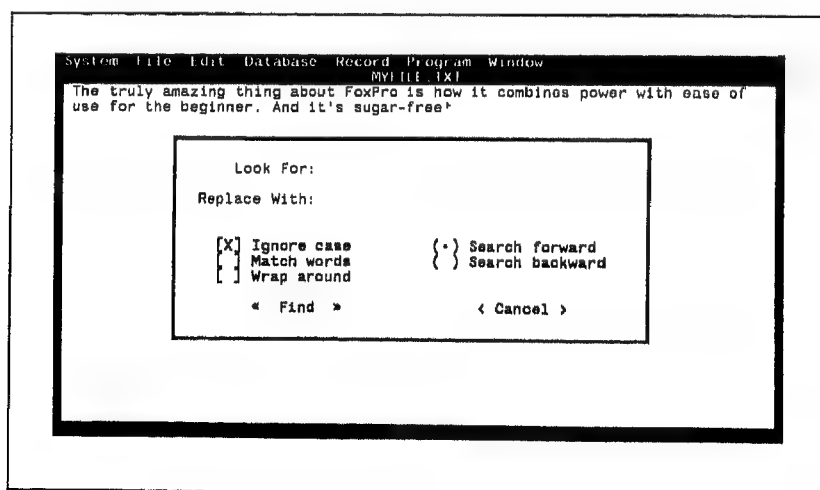 System File Edit Database Record Program Window
MYFILE.TXT
The truly amazing thing about FoxPro is how it combines power with ease of
use for the beginner. And it's sugar-free
Look For:
Replace With:
[X] Ignore case
[ ] Match words
[ ] Wrap around
(·) Search forward
( ) Search backward
« Find »
< Cancel >